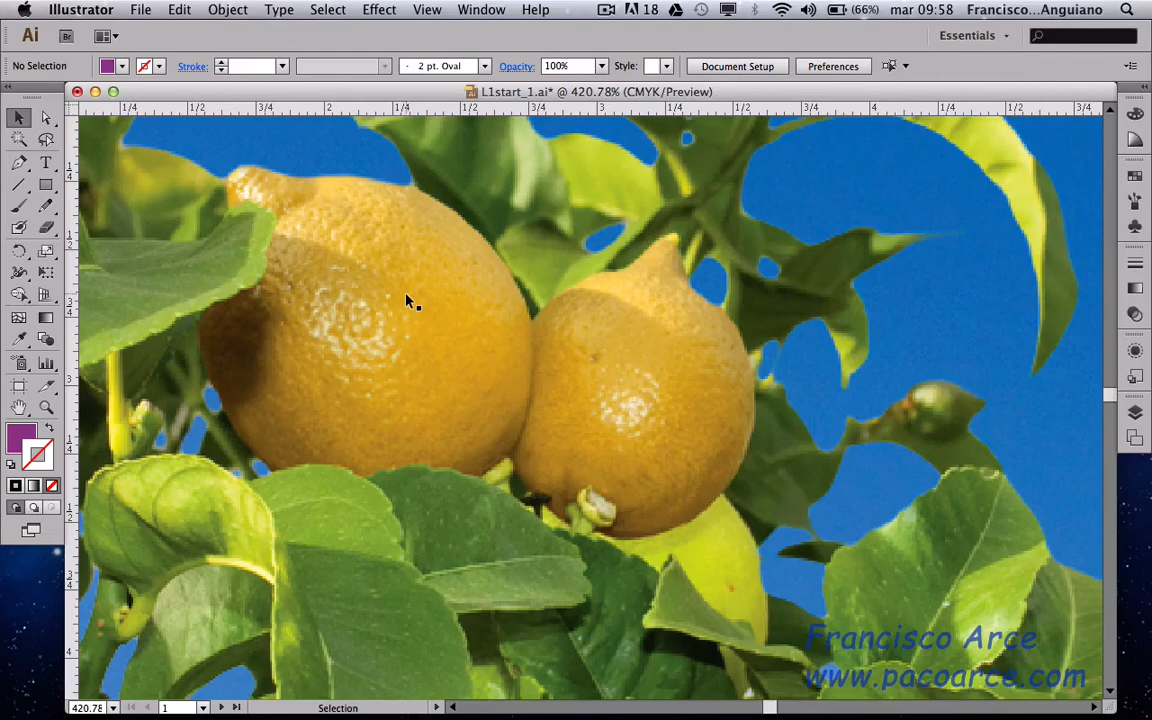 Illustrator File Edit Object Type Select Effect View Window Help 18 (66%) mar 09:58 Francisco...Anguiano
Ai Br Essentials
No Selection Stroke: 2 pt. Oval Opacity: 100% Style: Document Setup Preferences
L1start_1.ai* @ 420.78% (CMYK/Preview)
1/4 1/2 3/4 2 1/4 1/2 3/4 3 1/4 1/2 3/4 4 1/4 1/2 3/4
Francisco Arce
www.pacoarce.com
420.78 1 Selection